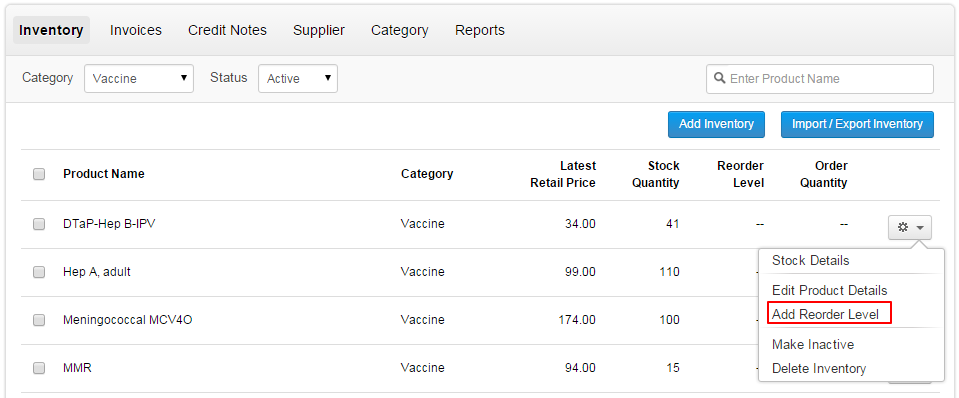 Inventory Invoices Credit Notes Supplier Category Reports
Category Vaccine Status Active Enter Product Name
Add Inventory Import / Export Inventory
Product Name Category Latest Retail Price Stock Quantity Reorder Level Order Quantity
DTaP-Hep B-IPV Vaccine 34.00 41 -- --
Stock Details
Hep A, adult Vaccine 99.00 110
Edit Product Details
Add Reorder Level
Meningococcal MCV4O Vaccine 174.00 100
Make Inactive
MMR Vaccine 94.00 15
Delete Inventory